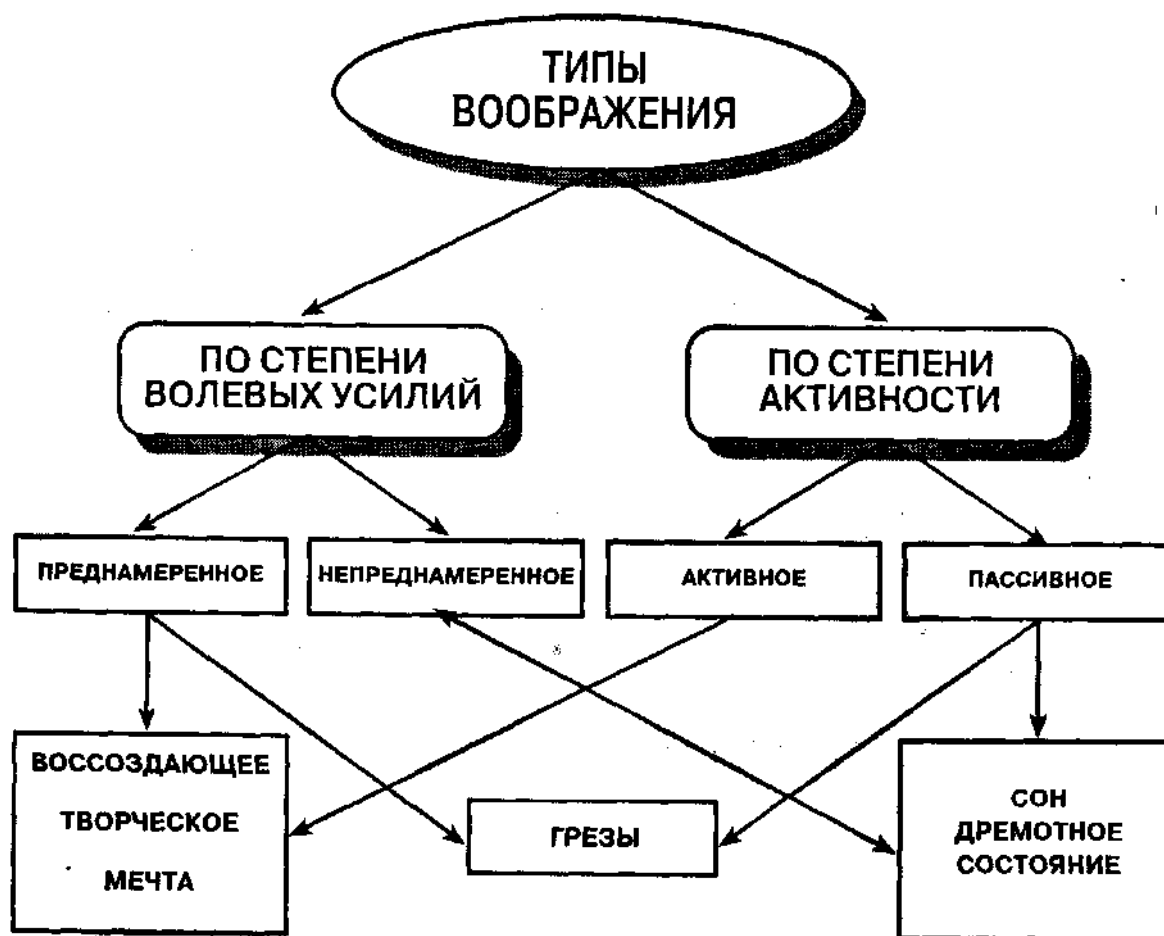 ТИПЫ
ВООБРАЖЕНИЯ
ПО СТЕПЕНИ
ВОЛЕВЫХ УСИЛИЙ
ПО СТЕПЕНИ
АКТИВНОСТИ
ПРЕДНАМЕРЕННОЕ
НЕПРЕДНАМЕРЕННОЕ
АКТИВНОЕ
ПАССИВНОЕ
ВОССОЗДАЮЩЕЕ
ТВОРЧЕСКОЕ
МЕЧТА
ГРЕЗЫ
СОН
ДРЕМОТНОЕ
СОСТОЯНИЕ